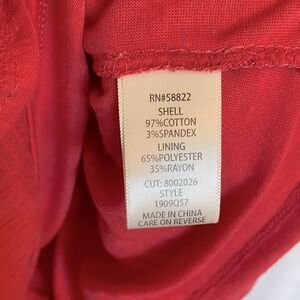 RN#58822
SHELL
97%COTTON
3%SPANDEX
LINING
65%POLYESTER
35%RAYON
CUT: 8002026
STYLE
1909Q57
MADE IN CHINA
CARE ON REVERSE